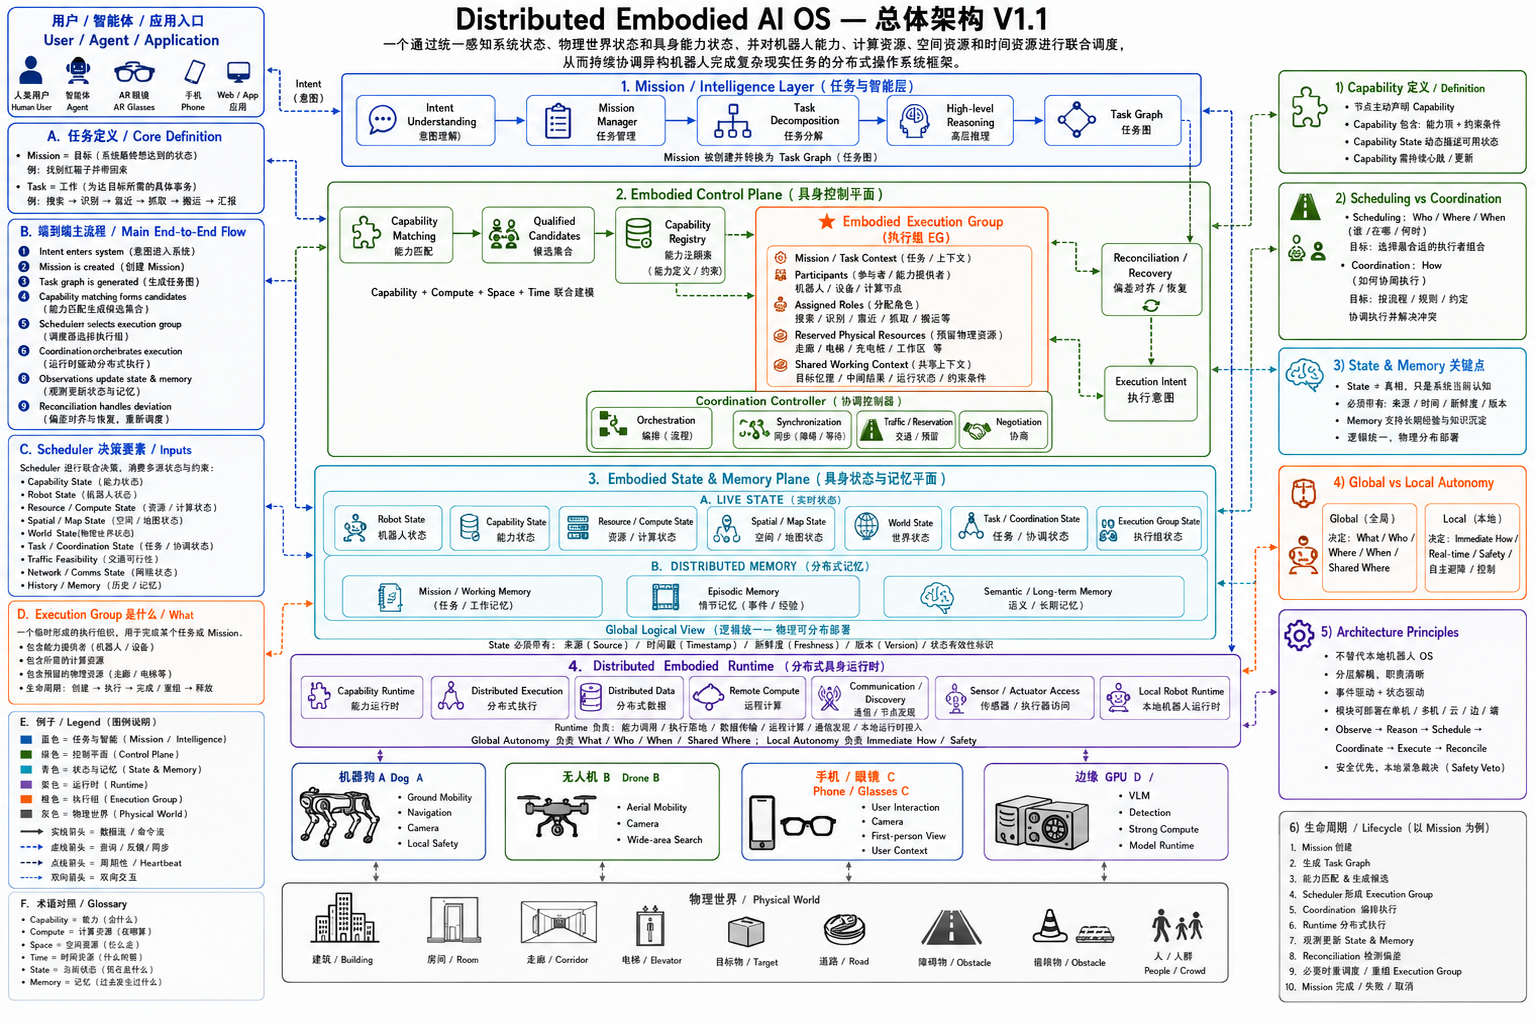 Distributed Embodied AI OS — 总体架构 V1.1
一个通过统一感知系统状态、物理世界状态和具身能力状态、并对机器人能力、计算资源、空间资源和时间资源进行联合调度，
从而持续协调异构机器人完成复杂现实任务的分布式操作系统框架。
用户 / 智能体 / 应用入口
User / Agent / Application
人类用户
Human User
智能体
Agent
AR 眼镜
AR Glasses
手机
Phone
Web / App
应用
Intent
（意图）
A. 任务定义 / Core Definition
• Mission = 目标（系统最终想达到的状态）
例：找到红箱子并带回来
• Task = 工作（为达目标所需的具体事务）
例：搜索 → 识别 → 靠近 → 抓取 → 搬运 → 汇报
B. 端到端主流程 / Main End-to-End Flow
1 Intent enters system（意图进入系统）
2 Mission is created（创建 Mission）
3 Task graph is generated（生成任务图）
4 Capability matching forms candidates
（能力匹配生成候选集合）
5 Schedulerr selects execution group
（调度器选择执行组）
6 Coordination orchebrates execution
（运行时驱动分布式执行）
8 Observations update state & memory
（观测更新状态与记忆）
9 Reconciliation handles deviation
（偏差对齐与恢复，重新调度）
C. Scheduler 决策要素 / Inputs
Scheduler 进行联合决策，消费多源状态与约束：
• Capability State（能力状态）
• Robot State（机器人状态）
• Resource / Compute State（资源 / 计算状态）
• Spatial / Map State（空间 / 地图状态）
• World State（物理世界状态）
• Task / Coordination State（任务 / 协调状态）
• Traffic Feasibility（交通可行性）
• Network / Comms State（网络状态）
• History / Memory（历史 / 记忆）
D. Execution Group 是什么 / What
一个临时形成的执行组织，用于完成某个任务或 Mission.
• 包含能力提供者（机器人 / 设备）
• 包含所需的计算资源
• 包含预留的物理资源（走廊 / 电梯等）
• 生命周期：创建 → 执行 → 完成 / 重组 → 释放
E. 例子 / Legend（图例说明）
蓝色 = 任务与智能（Mission / Intelligence）
绿色 = 控制平面（Control Plane）
青色 = 状态与记忆（State & Memory）
紫色 = 运行时（Runtime）
橙色 = 执行组（Execution Group）
灰色 = 物理世界（Physical World）
实线箭头 = 数据流 / 命令流
虚线箭头 = 查询 / 反馈 / 同步
点线箭头 = 周期性 / Heartbeat
双向箭头 = 双向交互
F. 术语对照 / Glossary
• Capability = 能力（会什么）
• Compute = 计算资源（在哪算）
• Space = 空间资源（怎么走）
• Time = 时间资源（什么时候）
• State = 当前状态（现在是什么）
• Memory = 记忆（过去发生过什么）
1. Mission / Intelligence Layer（任务与智能层）
Intent
Understanding
意图理解）
Mission
Manager
任务管理
Task
Decomposition
任务分解
High-level
Reasoning
高层推理
Task Graph
任务图
Mission 被创建并转换为 Task Graph（任务图）
2. Embodied Control Plane（具身控制平面）
Capability
Matching
能力匹配
Qualified
Candidates
候选集合
Capability
Registry
能力注册表
（能力定义 / 约束）
Capability + Compute + Space + Time 联合建模
★ Embodied Execution Group
(执行组 EG)
Mission / Task Context（任务 / 上下文）
Participants（参与者 / 能力提供者）
机器人 / 设备 / 计算节点
Assigned Roles（分配角色）
搜索 / 识别 / 靠近 / 抓取 / 搬运等
Reserved Physical Resources（预留物理资源）
走廊 / 电梯 / 充电桩 / 工作区 等
Shared Working Context（共享上下文）
目标位置 / 中间结果 / 运行状态 / 约束条件
Reconciliation /
Recovery
偏差对齐 / 恢复
Execution Intent
执行意图
Coordination Controller（协调控制器）
Orchestration
编排（流程）
Synchronization
同步（障碍 / 等待）
Traffic / Reservation
交通 / 预留
Negotiation
协商
3. Embodied State & Memory Plane（具身状态与记忆平面）
A. LIVE STATE（实时状态）
Robot State
机器人状态
Capability State
能力状态
Resource / Compute State
资源 / 计算状态
Spatial / Map State
空间 / 地图状态
World State
世界状态
Task / Coordination State
任务 / 协调状态
Execution Group State
执行组状态
B. DISTRIBUTED MEMORY（分布式记忆）
Mission / Working Memory
(任务 / 工作记忆）
Episodic Memory
情节记忆（事件 / 经验）
Semantic / Long-term Memory
语义 / 长期记忆）
Global Logical View（逻辑统一一 物理可分布部署
State 必须带有： 来源（Source） / 时间戳（Timestamp） / 新鲜度（Freshness） / 版本（Version）/ 状态有效性标识
4. Distributed Embodied Runtime（分布式具身运行时）
Capability Runtime
能力运行时
Distributed Execution
分布式执行
Distributed Data
分布式数据
Remote Compute
远程计算
Communication /
Discovery
通信 / 节点发现
Sensor / Actuator Access
传感器 / 执行器访问
Local Robot Runtime
本地机器人运行时
Runtime 负责：能力调用 / 执行落地 / 数据传输 / 远程计算 / 通信发现 / 本地运行时接入
Global Autonomy 负责 What / Who / When / Shared Where ； Local Autonomy 负责 Immediate How / Safety
机器狗 A Dog A
• Ground Mobility
• Navigation
• Camera
• Local Safety
无人机 B Drone B
• Aerial Mobility
• Camera
• Wide-area Search
手机 / 眼镜 C
Phone / Glasses C
• User Interaction
• Camera
• First-person View
• User Context
边缘 GPU D /
• VLM
• Detection
• Strong Compute
• Model Runtime
物理世界 / Physical World
建筑 / Building
房间 / Room
走廊 / Corridor
电梯 / Elevator
目标物 / Target
道路 / Road
障碍物 / Obstacle
/ Obstacle
人 / 人群
People / Crowd
1) Capability 定义 / Definition
• 节点主动声明 Capability
• Capability 包含：能力项 + 约束条件
• Capability State 动态描述可用状态
• Capability 需持续心跳 / 更新
2) Scheduling vs Coordination
• Scheduling：Who / Where / When
(谁 / 在哪 / 何时）
目标：选择最合适的执行者组合
• Coordination：How
（如何协同执行）
目标：按流程 / 规则 / 约定
协调执行并解决冲突
3) State & Memory 关键点
• State ≠ 真相，只是系统当前认知
• 必须带有：来源 / 时间 / 新鲜度 / 版本
• Memory 支持长期经验与知识沉淀
• 逻辑统一，物理分布部署
4) Global vs Local Autonomy
Global（全局）
决定：What / Who /
Where / When /
Shared Where
Local（本地）
决定：Immediate How /
Real-time / Safety /
自主避障 / 控制
5) Architecture Principles
• 不替代本地机器人 OS
• 分层解耦，职责清晰
• 事件驱动 + 状态驱动
• 模块可部署在单机 / 多机 / 云 / 边 / 端
• Observe → Reason → Schedule →
Coordinate → Execute → Reconcile
• 安全优先，本地紧急裁决（Safety Veto）
6) 生命周期 / Lifecycle（以 Mission 为例）
1. Mission 创建
2. 生成 Task Graph
3. 能力匹配 & 生成候选
4. Scheduler 形成 Execution Group
5. Coordination 编排执行
6. Runtime 分布式执行
7. 观测更新 State & Memory
8. Reconciliation 检测偏差
9. 必要时重调度 / 重组 Execution Group
10. Mission 完成 / 失败 / 取消